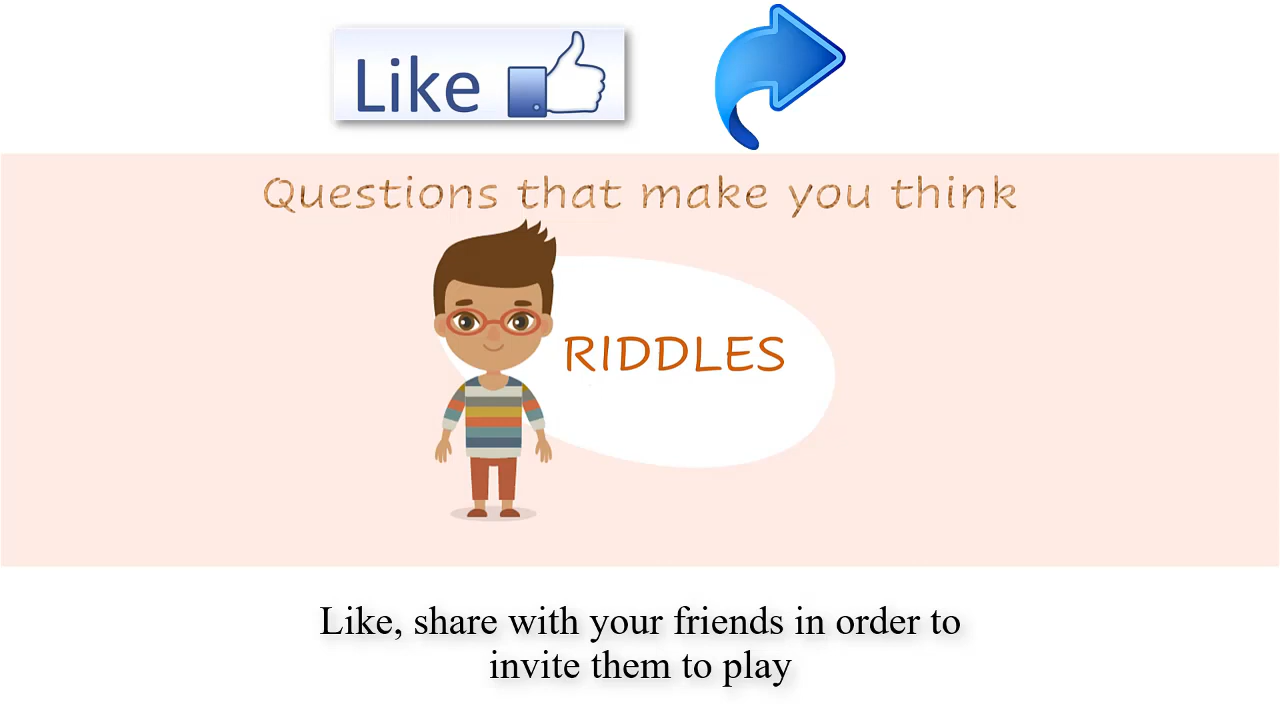 Like
Questions that make you think
RIDDLES
Like, share with your friends in order to
invite them to play